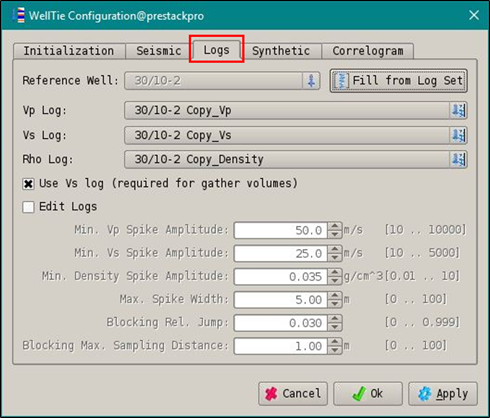 WellTie Configuration@prestackpro
Initialization Seismic Logs Synthetic Correlogram
Reference Well: 30/10-2 Fill from Log Set
Vp Log: 30/10-2 Copy_Vp
Vs Log: 30/10-2 Copy_Vs
Rho Log: 30/10-2 Copy_Density
Use Vs log (required for gather volumes)
Edit Logs
Min. Vp Spike Amplitude: 50.0 m/s [10 .. 10000]
Min. Vs Spike Amplitude: 25.0 m/s [10 .. 5000]
Min. Density Spike Amplitude: 0.035 g/cm^3 [0.01 .. 10]
Max. Spike Width: 5.00 m [0 .. 100]
Blocking Rel. Jump: 0.030 [0 .. 0.999]
Blocking Max. Sampling Distance: 1.00 m [0 .. 100]
Cancel Ok Apply